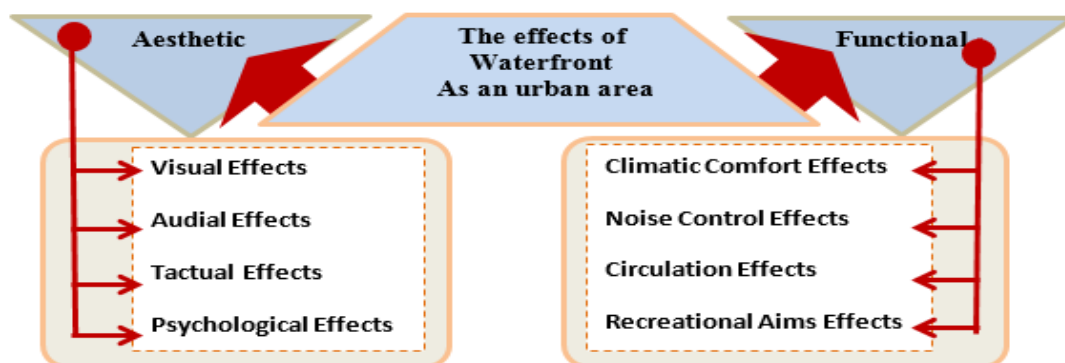 Aesthetic
The effects of
Waterfront
As an urban area
Functional
Visual Effects
Audial Effects
Tactual Effects
Psychological Effects
Climatic Comfort Effects
Noise Control Effects
Circulation Effects
Recreational Aims Effects